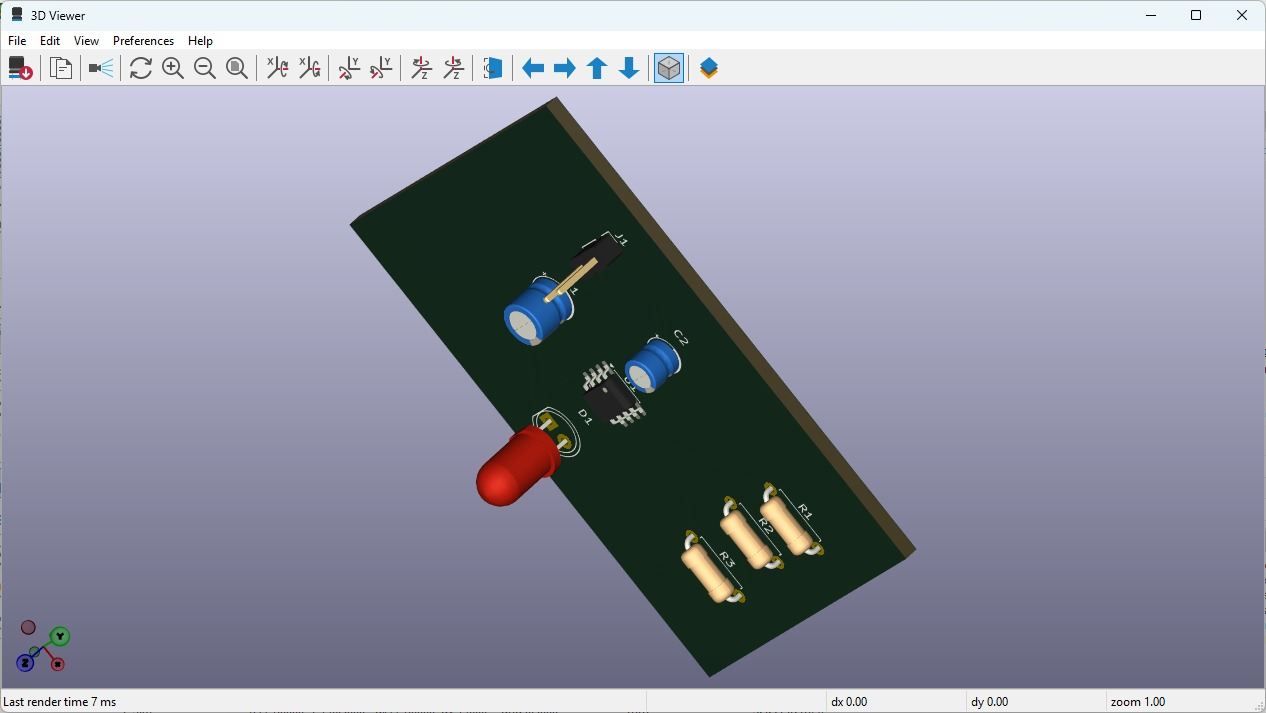 3D Viewer
File Edit View Preferences Help
J1
1
C2
D1
R1
R2
R3
Y
Z
X
Last render time 7 ms
dx 0.00
dy 0.00
zoom 1.00